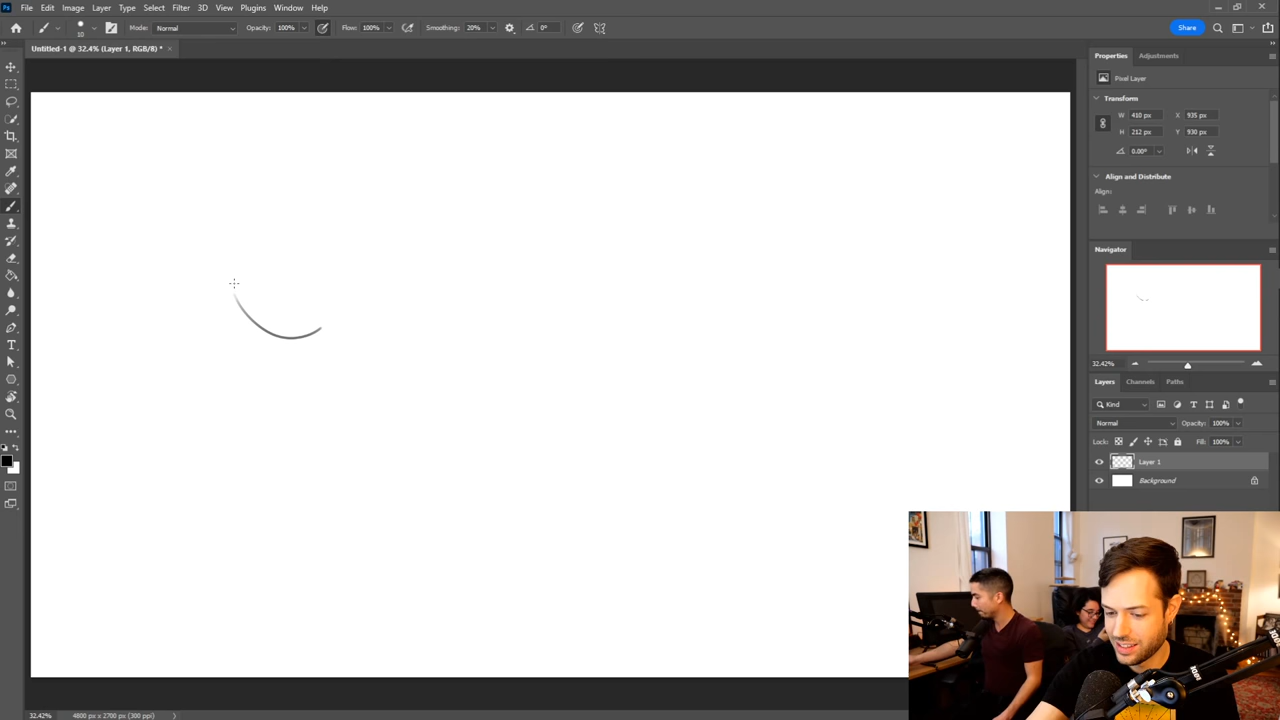 Ps File Edit Image Layer Type Select Filter 3D View Plugins Window Help
10 Mode: Normal Opacity: 100% Flow: 100% Smoothing: 20% 0° Share
Untitled-1 @ 32.4% (Layer 1, RGB/8) *
Properties Adjustments
Pixel Layer
Transform
W 410 px X 935 px
H 212 px Y 930 px
0.00°
Align and Distribute
Align:
Navigator
32.42%
Layers Channels Paths
Kind
Normal Opacity: 100%
Lock: Fill: 100%
Layer 1
Background
32.42% 4800 px x 2700 px (300 ppi)